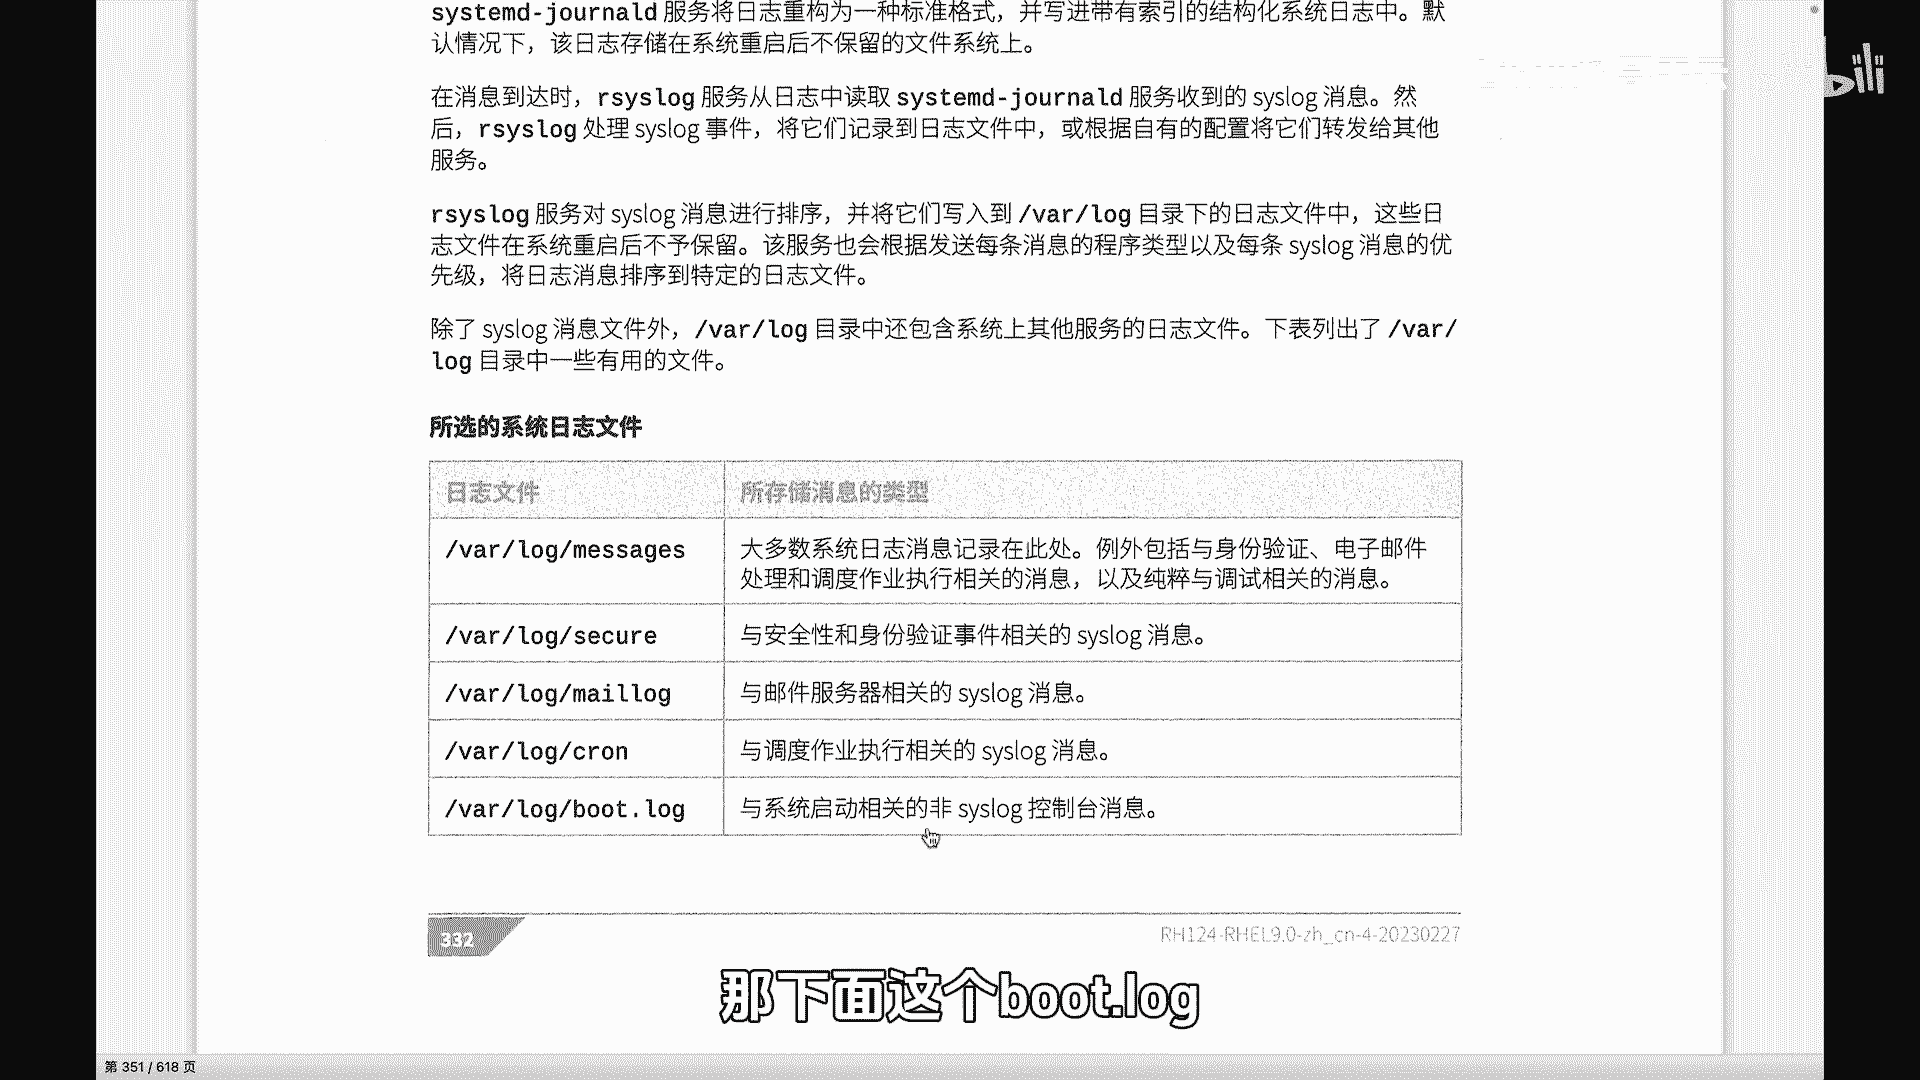 systemd-journald 服务将日志重构为一种标准格式，并写进带有索引的结构化系统日志中。默
认情况下，该日志存储在系统重启后不保留的文件系统上。
在消息到达时，rsyslog 服务从日志中读取 systemd-journald 服务收到的 syslog 消息。然
后，rsyslog 处理 syslog 事件，将它们记录到日志文件中，或根据自有的配置将它们转发给其他
服务。
rsyslog 服务对 syslog 消息进行排序，并将它们写入到 /var/log 目录下的日志文件中，这些日
志文件在系统重启后不予保留。该服务也会根据发送每条消息的程序类型以及每条 syslog 消息的优
先级，将日志消息排序到特定的日志文件。
除了 syslog 消息文件外，/var/log 目录中还包含系统上其他服务的日志文件。下表列出了 /var/
log 目录中一些有用的文件。
所选的系统日志文件
日志文件 所存储消息的类型
/var/log/messages 大多数系统日志消息记录在此处。例外包括与身份验证、电子邮件
处理和调度作业执行相关的消息，以及纯粹与调试相关的消息。
/var/log/secure 与安全性和身份验证事件相关的 syslog 消息。
/var/log/maillog 与邮件服务器相关的 syslog 消息。
/var/log/cron 与调度作业执行相关的 syslog 消息。
/var/log/boot.log 与系统启动相关的非 syslog 控制台消息。
332
RH124-RHEL9.0-zh_cn-4-20230227
那下面这个boot.log
第 351 / 618 页